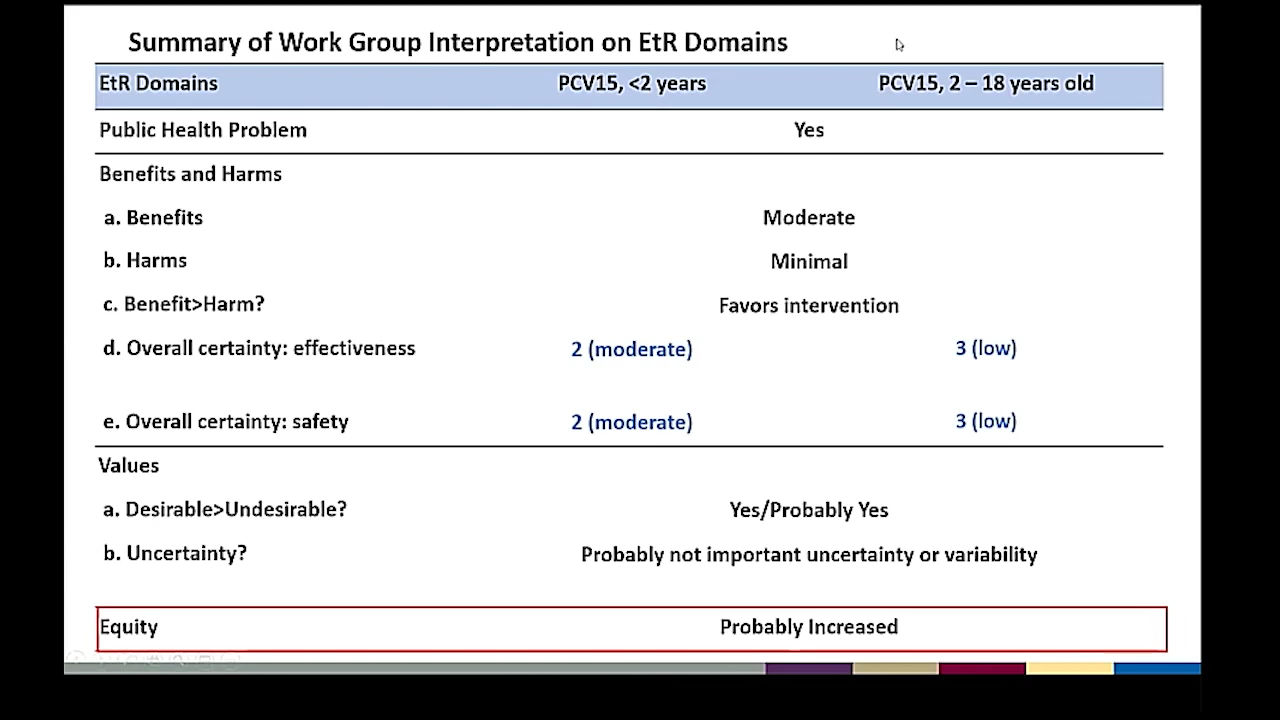 Summary of Work Group Interpretation on EtR Domains
EtR Domains PCV15, <2 years PCV15, 2 – 18 years old
Public Health Problem Yes
Benefits and Harms
a. Benefits Moderate
b. Harms Minimal
c. Benefit>Harm? Favors intervention
d. Overall certainty: effectiveness 2 (moderate) 3 (low)
e. Overall certainty: safety 2 (moderate) 3 (low)
Values
a. Desirable>Undesirable? Yes/Probably Yes
b. Uncertainty? Probably not important uncertainty or variability
Equity Probably Increased